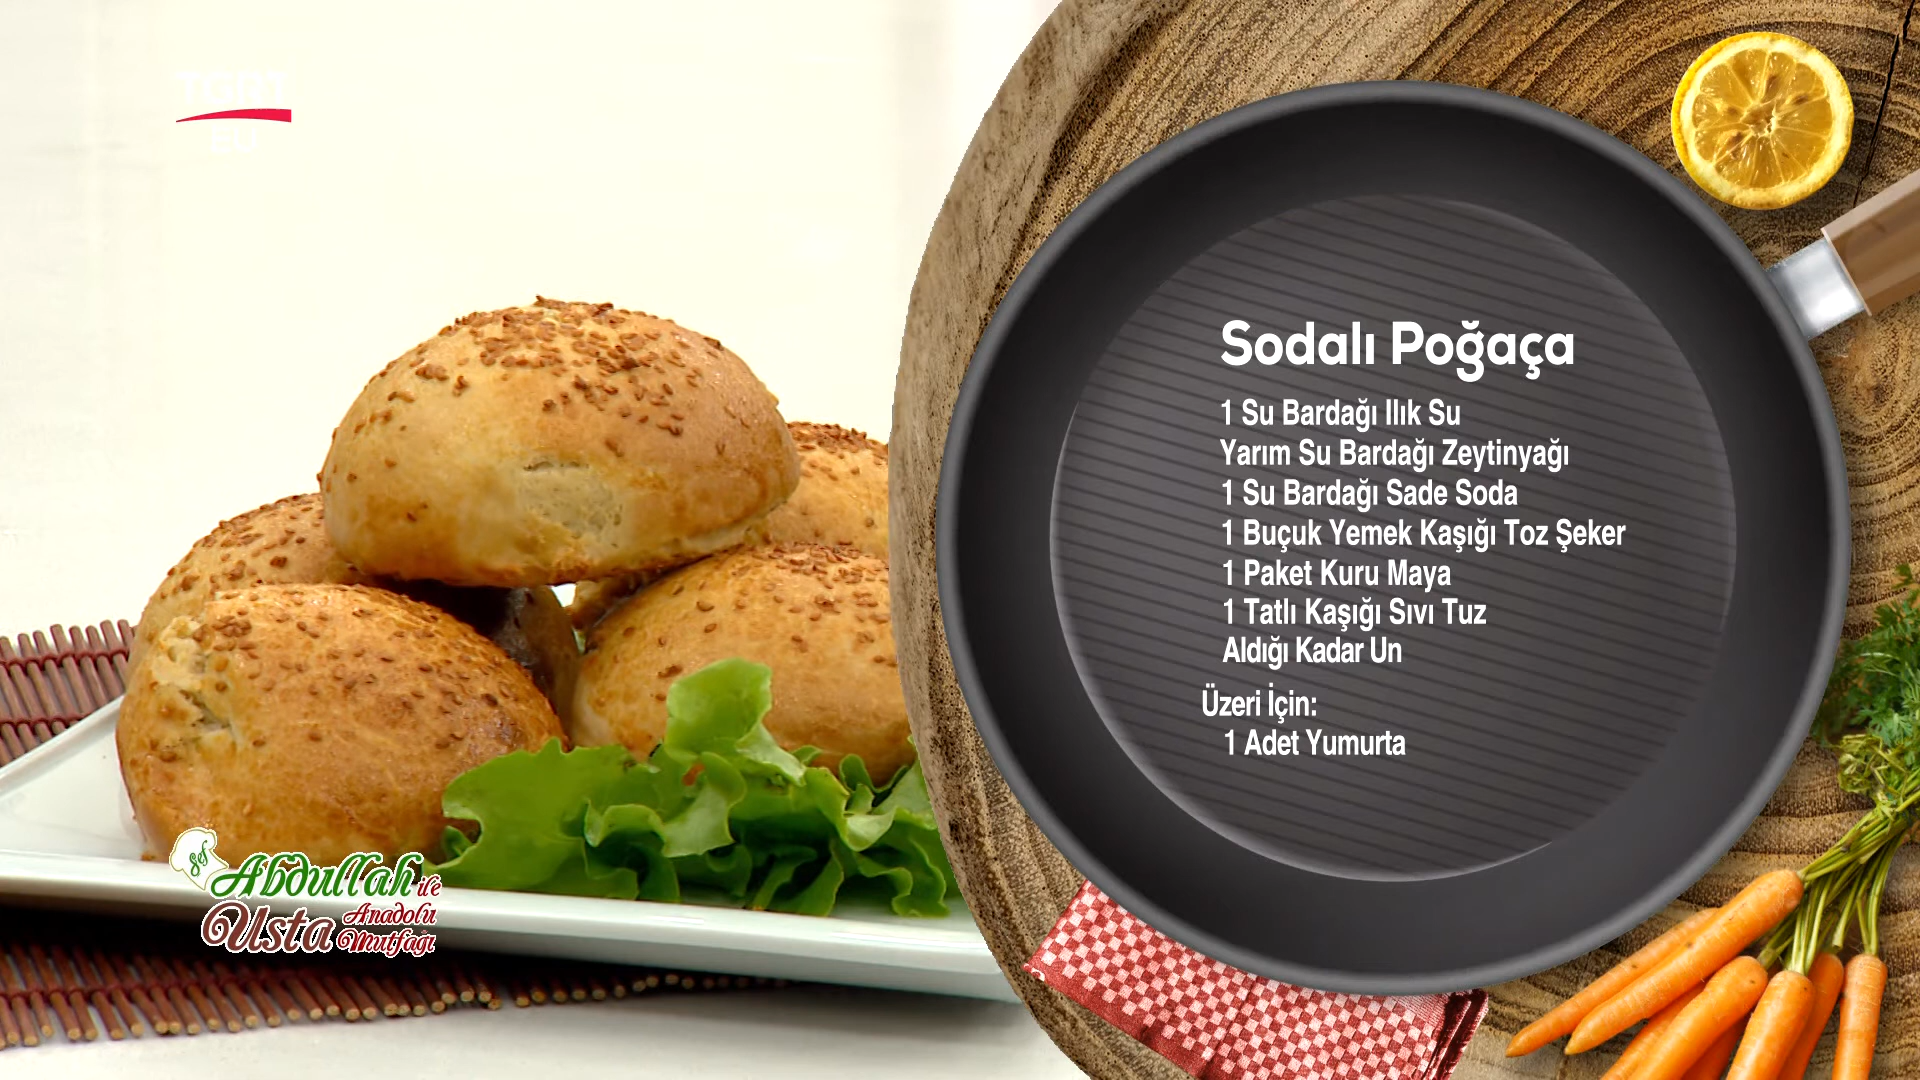 TGRT
EU
Sodalı Poğaça
1 Su Bardağı Ilık Su
Yarım Su Bardağı Zeytinyağı
1 Su Bardağı Sade Soda
1 Buçuk Yemek Kaşığı Toz Şeker
1 Paket Kuru Maya
1 Tatlı Kaşığı Sıvı Tuz
Aldığı Kadar Un
Üzeri İçin:
1 Adet Yumurta
Şef
Abdullah ile
Usta Anadolu
Mutfağı